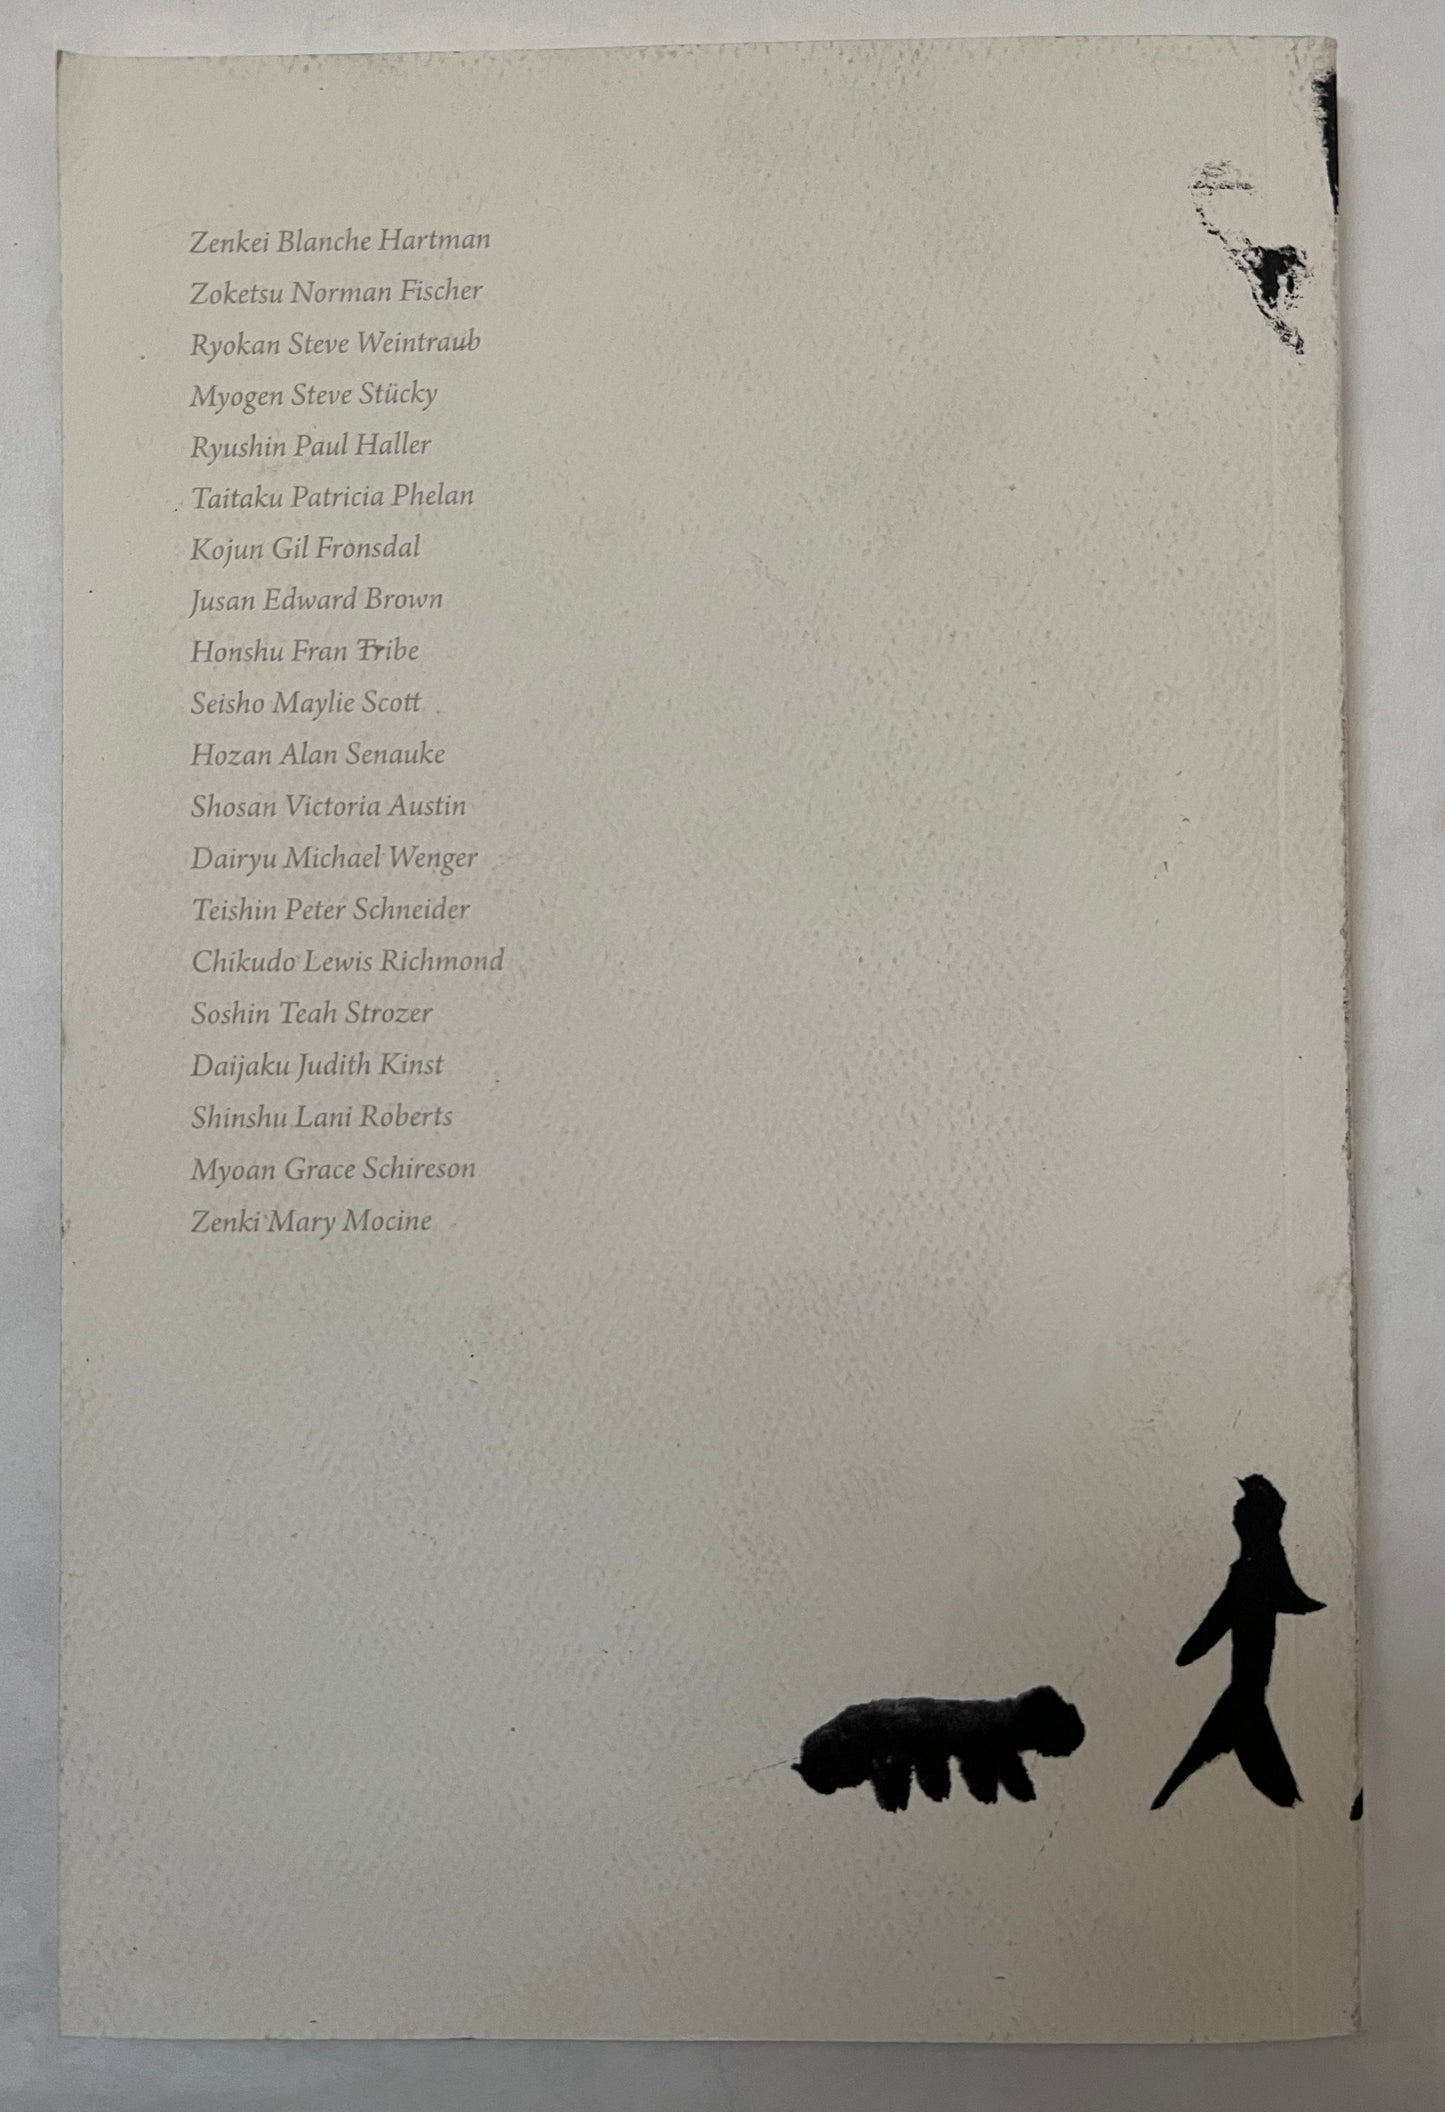 Zenkei Blanche Hartman
Zoketsu Norman Fischer
Ryokan Steve Weintraub
Myogen Steve Stücky
Ryushin Paul Haller
Taitaku Patricia Phelan
Kojun Gil Fronsdal
Jusan Edward Brown
Honshu Fran Tribe
Seisho Maylie Scott
Hozan Alan Senauke
Shosan Victoria Austin
Dairyu Michael Wenger
Teishin Peter Schneider
Chikudo Lewis Richmond
Soshin Teah Strozer
Daijaku Judith Kinst
Shinshu Lani Roberts
Myoan Grace Schireson
Zenki Mary Mocine